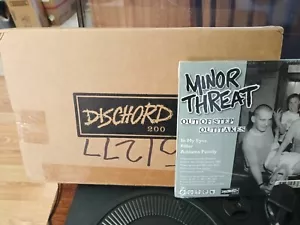 DISCHORD
200
MINOR
THREAT
OUT OF STEP
OUTTAKES
In My Eyes
Filler
Addams Family